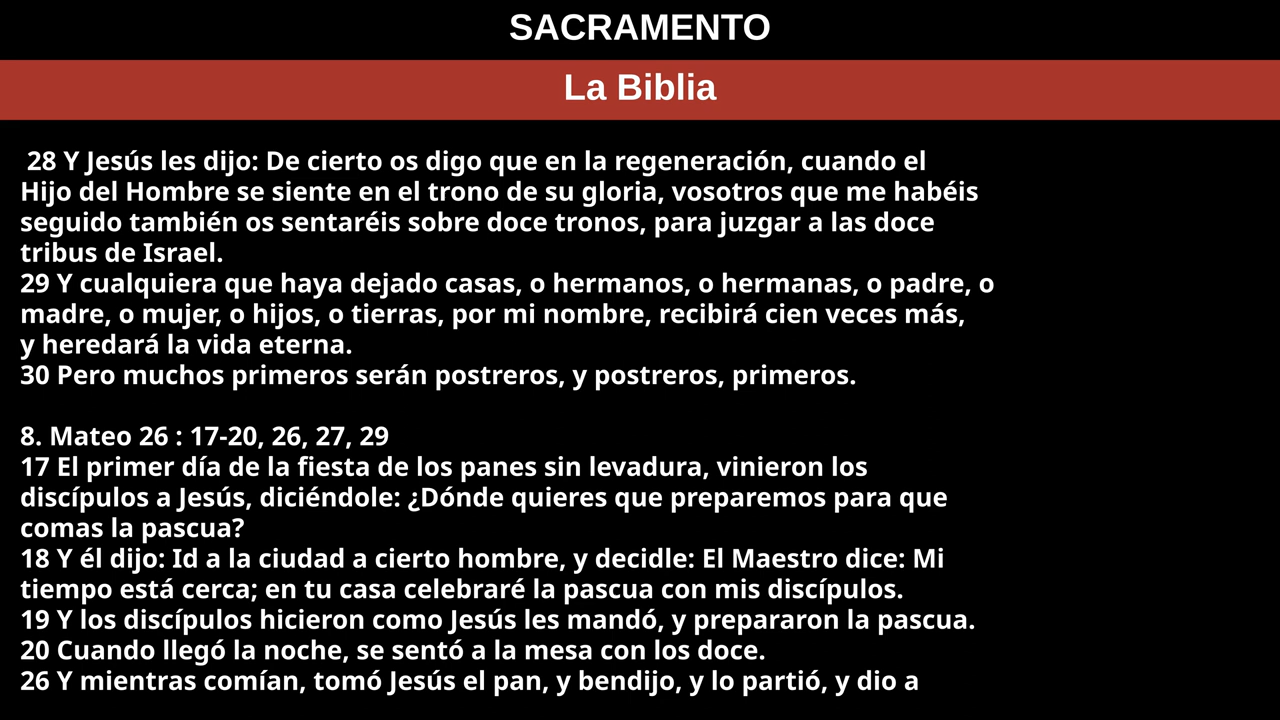 SACRAMENTO
La Biblia
28 Y Jesús les dijo: De cierto os digo que en la regeneración, cuando el
Hijo del Hombre se siente en el trono de su gloria, vosotros que me habéis
seguido también os sentaréis sobre doce tronos, para juzgar a las doce
tribus de Israel.
29 Y cualquiera que haya dejado casas, o hermanos, o hermanas, o padre, o
madre, o mujer, o hijos, o tierras, por mi nombre, recibirá cien veces más,
y heredará la vida eterna.
30 Pero muchos primeros serán postreros, y postreros, primeros.
8. Mateo 26 : 17-20, 26, 27, 29
17 El primer día de la fiesta de los panes sin levadura, vinieron los
discípulos a Jesús, diciéndole: ¿Dónde quieres que preparemos para que
comas la pascua?
18 Y él dijo: Id a la ciudad a cierto hombre, y decidle: El Maestro dice: Mi
tiempo está cerca; en tu casa celebraré la pascua con mis discípulos.
19 Y los discípulos hicieron como Jesús les mandó, y prepararon la pascua.
20 Cuando llegó la noche, se sentó a la mesa con los doce.
26 Y mientras comían, tomó Jesús el pan, y bendijo, y lo partió, y dio a